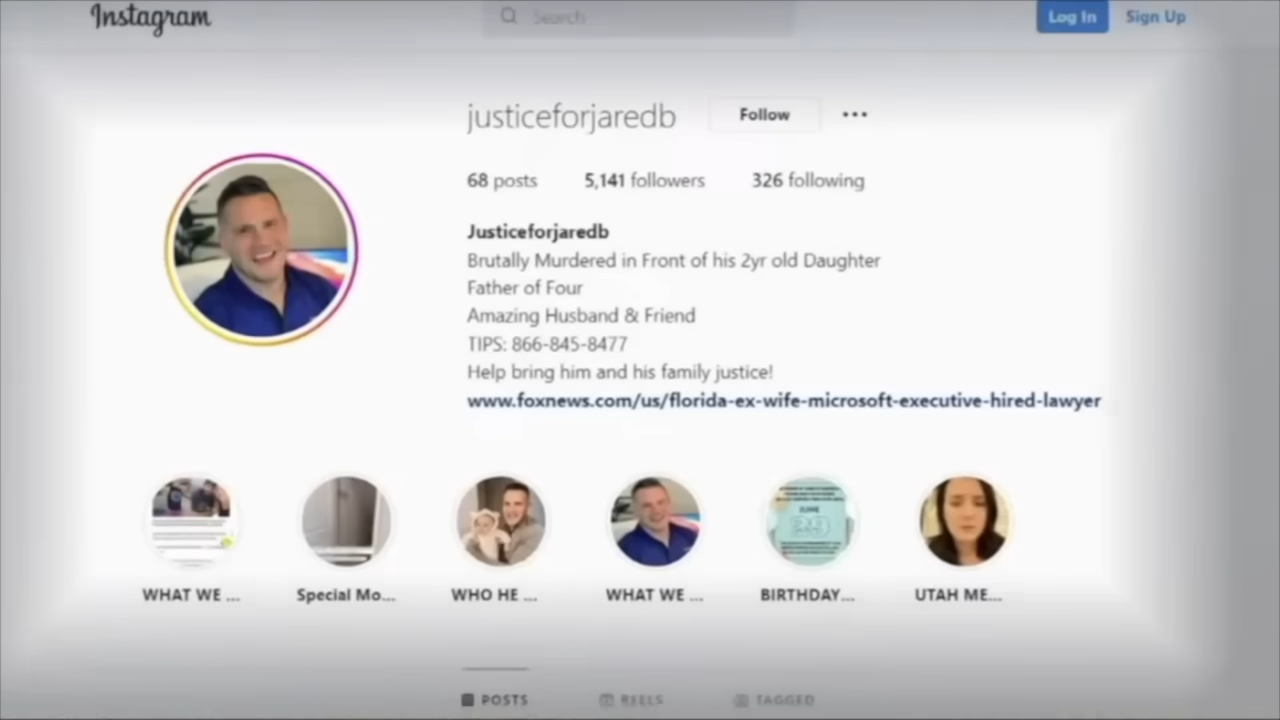 Instagram
Search
Log In
Sign Up
justiceforjaredb
Follow
68 posts 5,141 followers 326 following
Justiceforjaredb
Brutally Murdered in Front of his 2yr old Daughter
Father of Four
Amazing Husband & Friend
TIPS: 866-845-8477
Help bring him and his family justice!
www.foxnews.com/us/florida-ex-wife-microsoft-executive-hired-lawyer
JUNE
WHAT WE ... Special Mo... WHO HE ... WHAT WE ... BIRTHDAY... UTAH ME...
POSTS REELS TAGGED